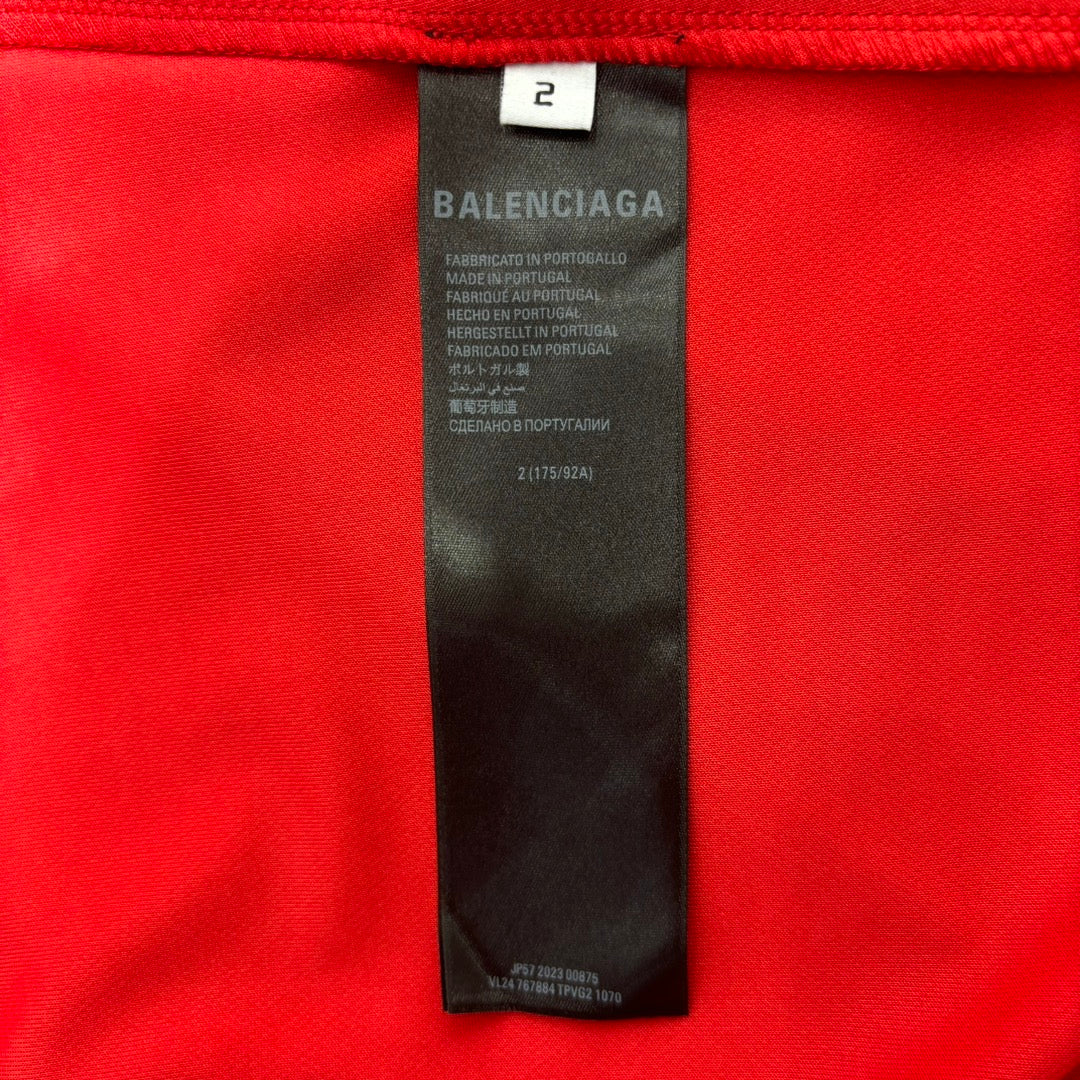 2
BALENCIAGA
FABBRICATO IN PORTOGALLO
MADE IN PORTUGAL
FABRIQUÉ AU PORTUGAL
HECHO EN PORTUGAL
HERGESTELLT IN PORTUGAL
FABRICADO EM PORTUGAL
ポルトガル製
صنع في البرتغال
葡萄牙制造
СДЕЛАНО В ПОРТУГАЛИИ
2 (175/92A)
JP57 2023 00875
VL24 767884 TPVG2 1070